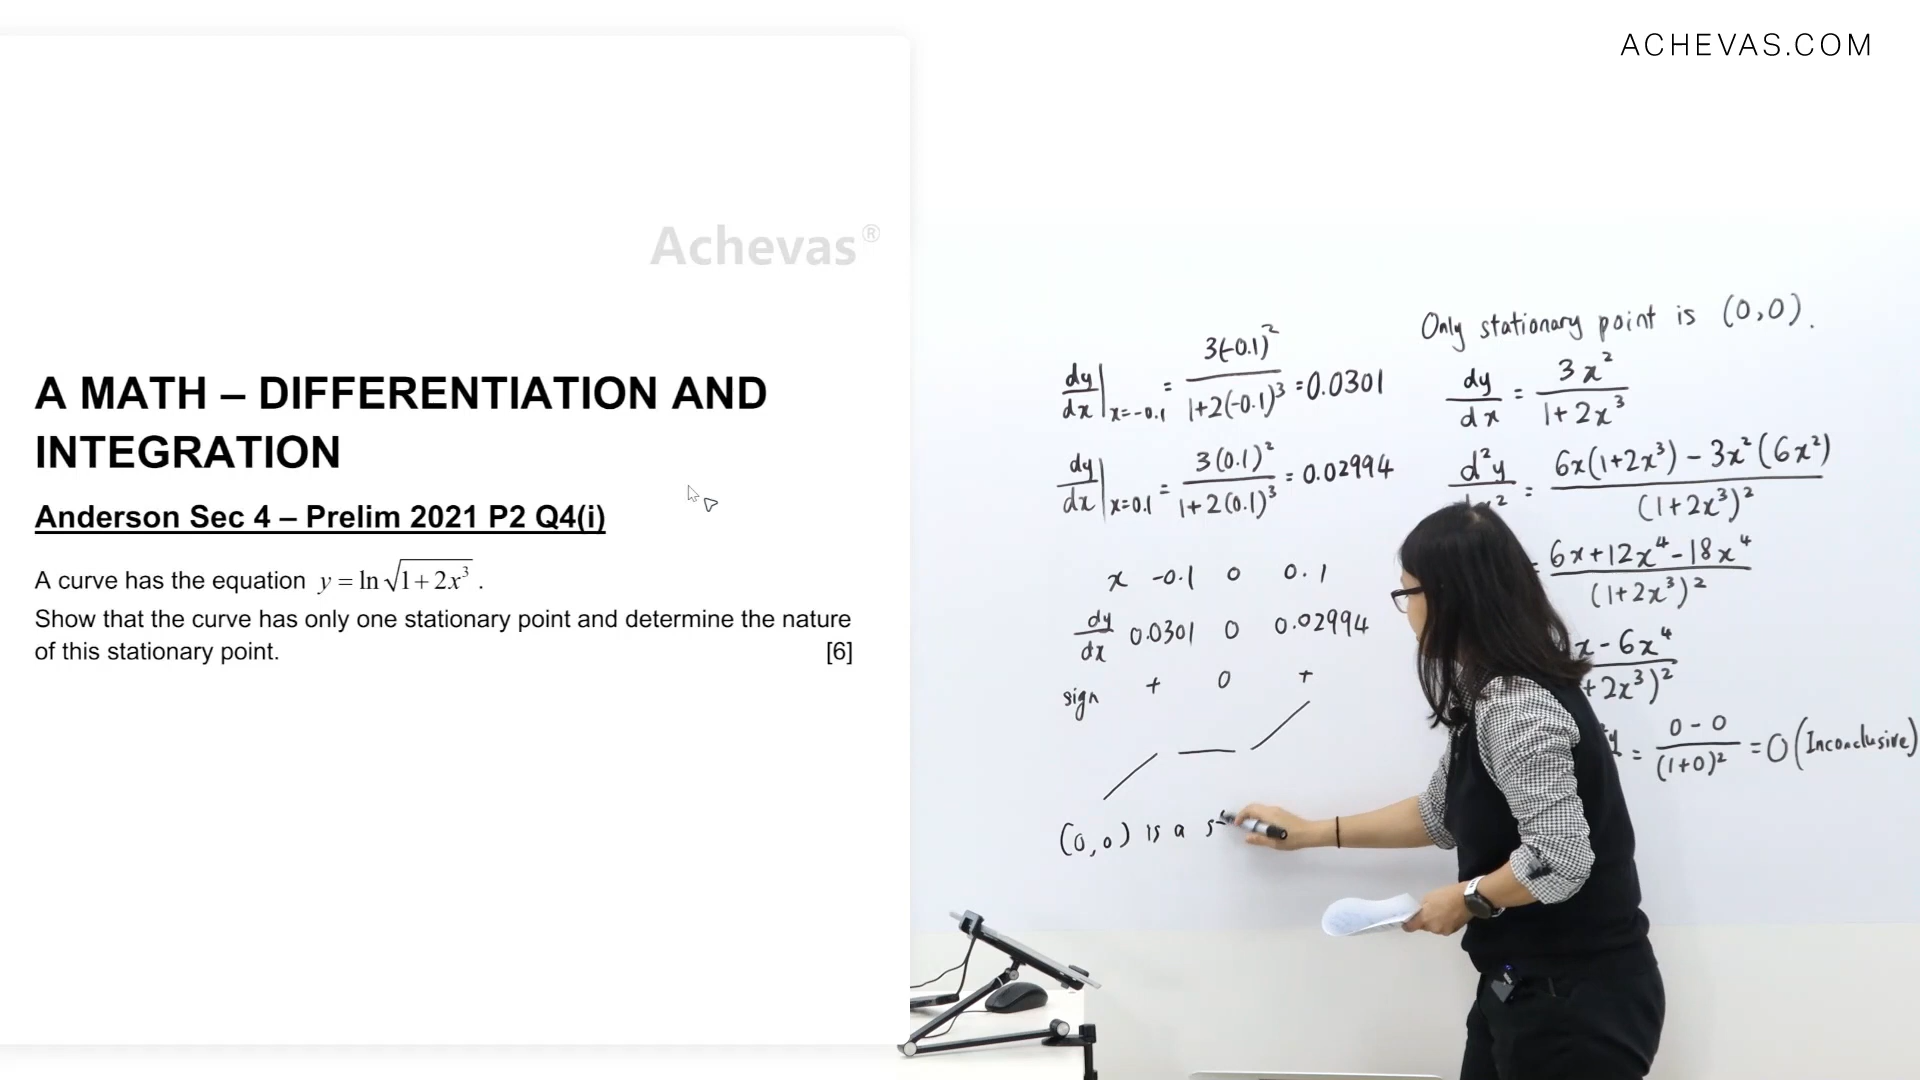 ACHEVAS.COM
Achevas®
A MATH – DIFFERENTIATION AND
INTEGRATION
Anderson Sec 4 – Prelim 2021 P2 Q4(i)
A curve has the equation y = ln √(1 + 2x³) .
Show that the curve has only one stationary point and determine the nature
of this stationary point. [6]
dy/dx | x=-0.1 = 3(-0.1)² / 1+2(-0.1)³ = 0.0301
dy/dx | x=0.1 = 3(0.1)² / 1+2(0.1)³ = 0.02994
x -0.1 0 0.1
dy/dx 0.0301 0 0.02994
sign + 0 +
(0,0) is a
Only stationary point is (0,0).
dy/dx = 3x² / 1+2x³
d²y = 6x(1+2x³) - 3x²(6x²) / (1+2x³)²
6x+12x⁴-18x⁴ / (1+2x³)²
x-6x⁴ / +2x³)²
= 0-0 / (1+0)² = 0 (Inconclusive)